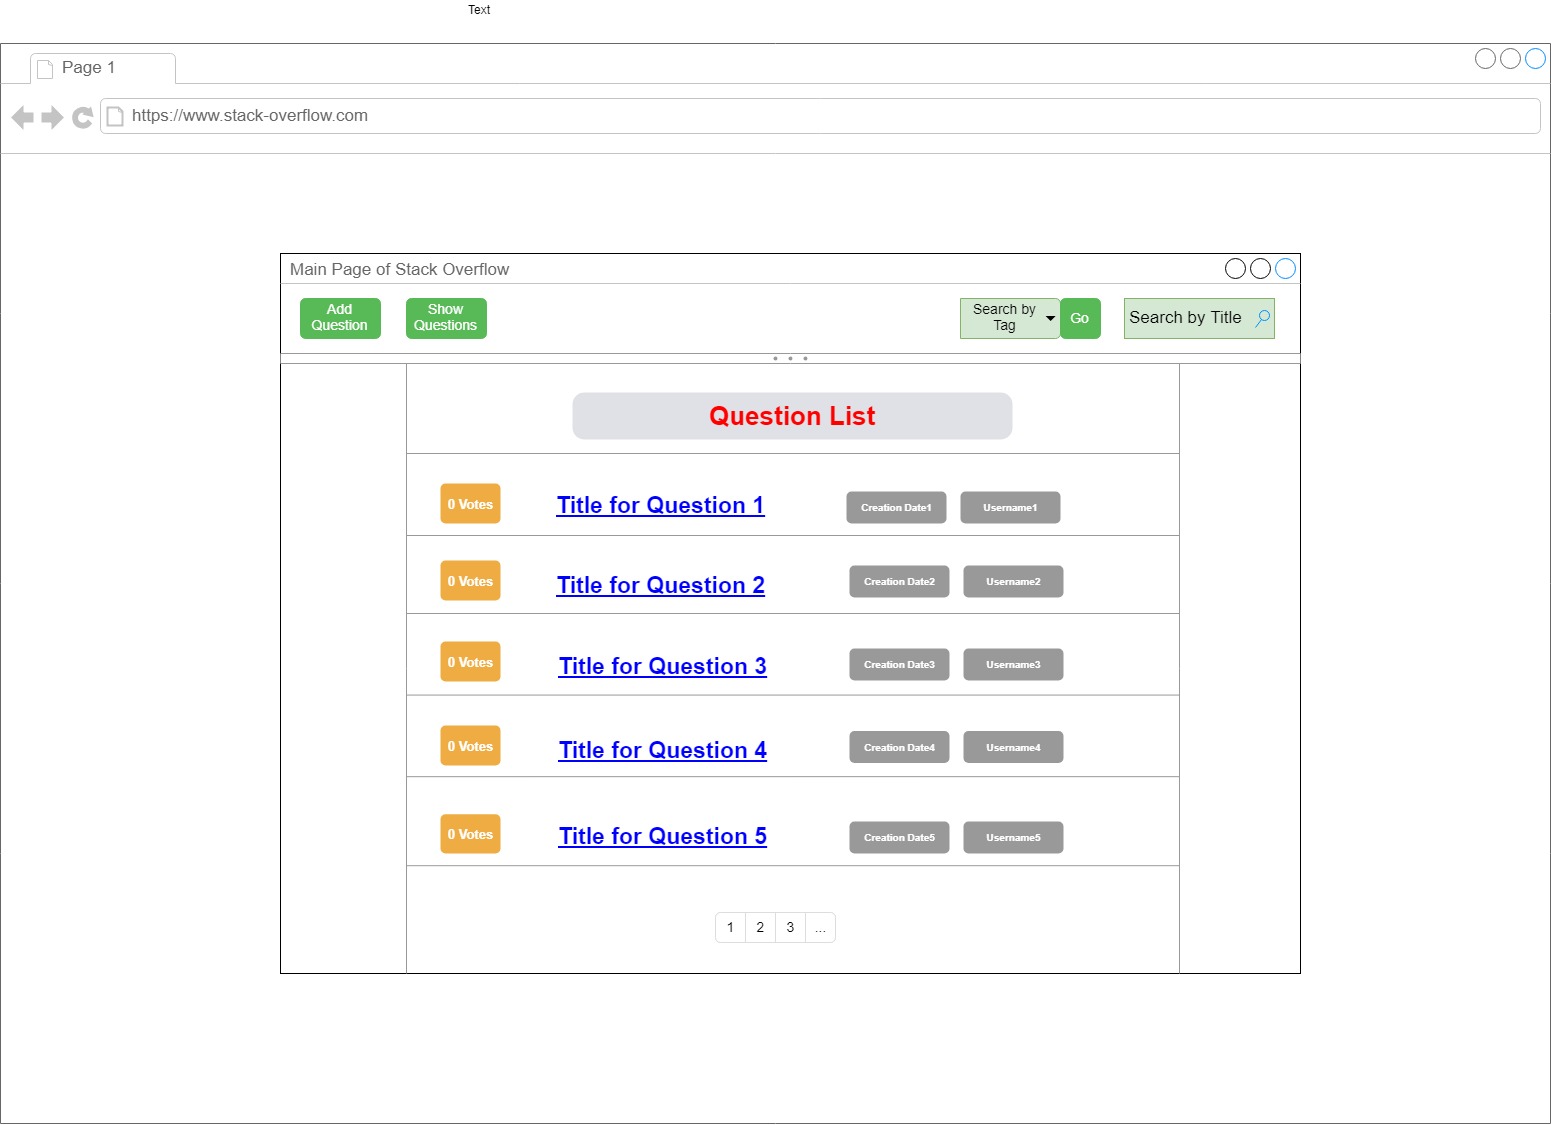 Text
Page 1
https://www.stack-overflow.com
Main Page of Stack Overflow
Add
Question
Show
Questions
Search by
Tag
Go
Search by Title
Question List
0 Votes
Title for Question 1
Creation Date1
Username1
0 Votes
Title for Question 2
Creation Date2
Username2
0 Votes
Title for Question 3
Creation Date3
Username3
0 Votes
Title for Question 4
Creation Date4
Username4
0 Votes
Title for Question 5
Creation Date5
Username5
1 2 3 ...